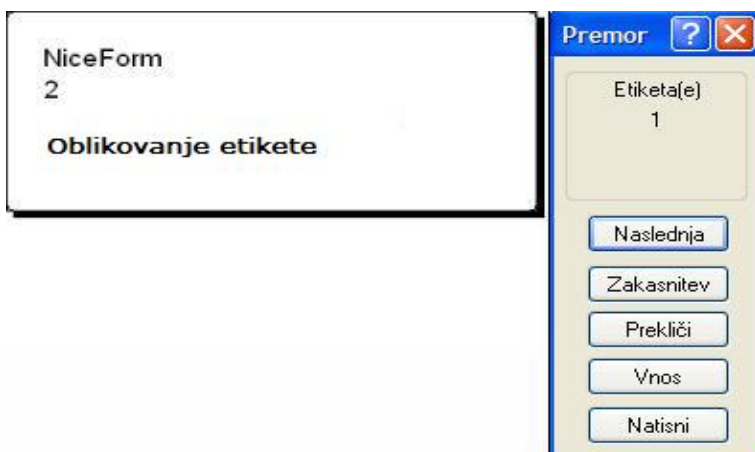 NiceForm
2
Oblikovanje etikete
Premor
Etiketa(e)
1
Naslednja
Zakasnitev
Prekliči
Vnos
Natisni